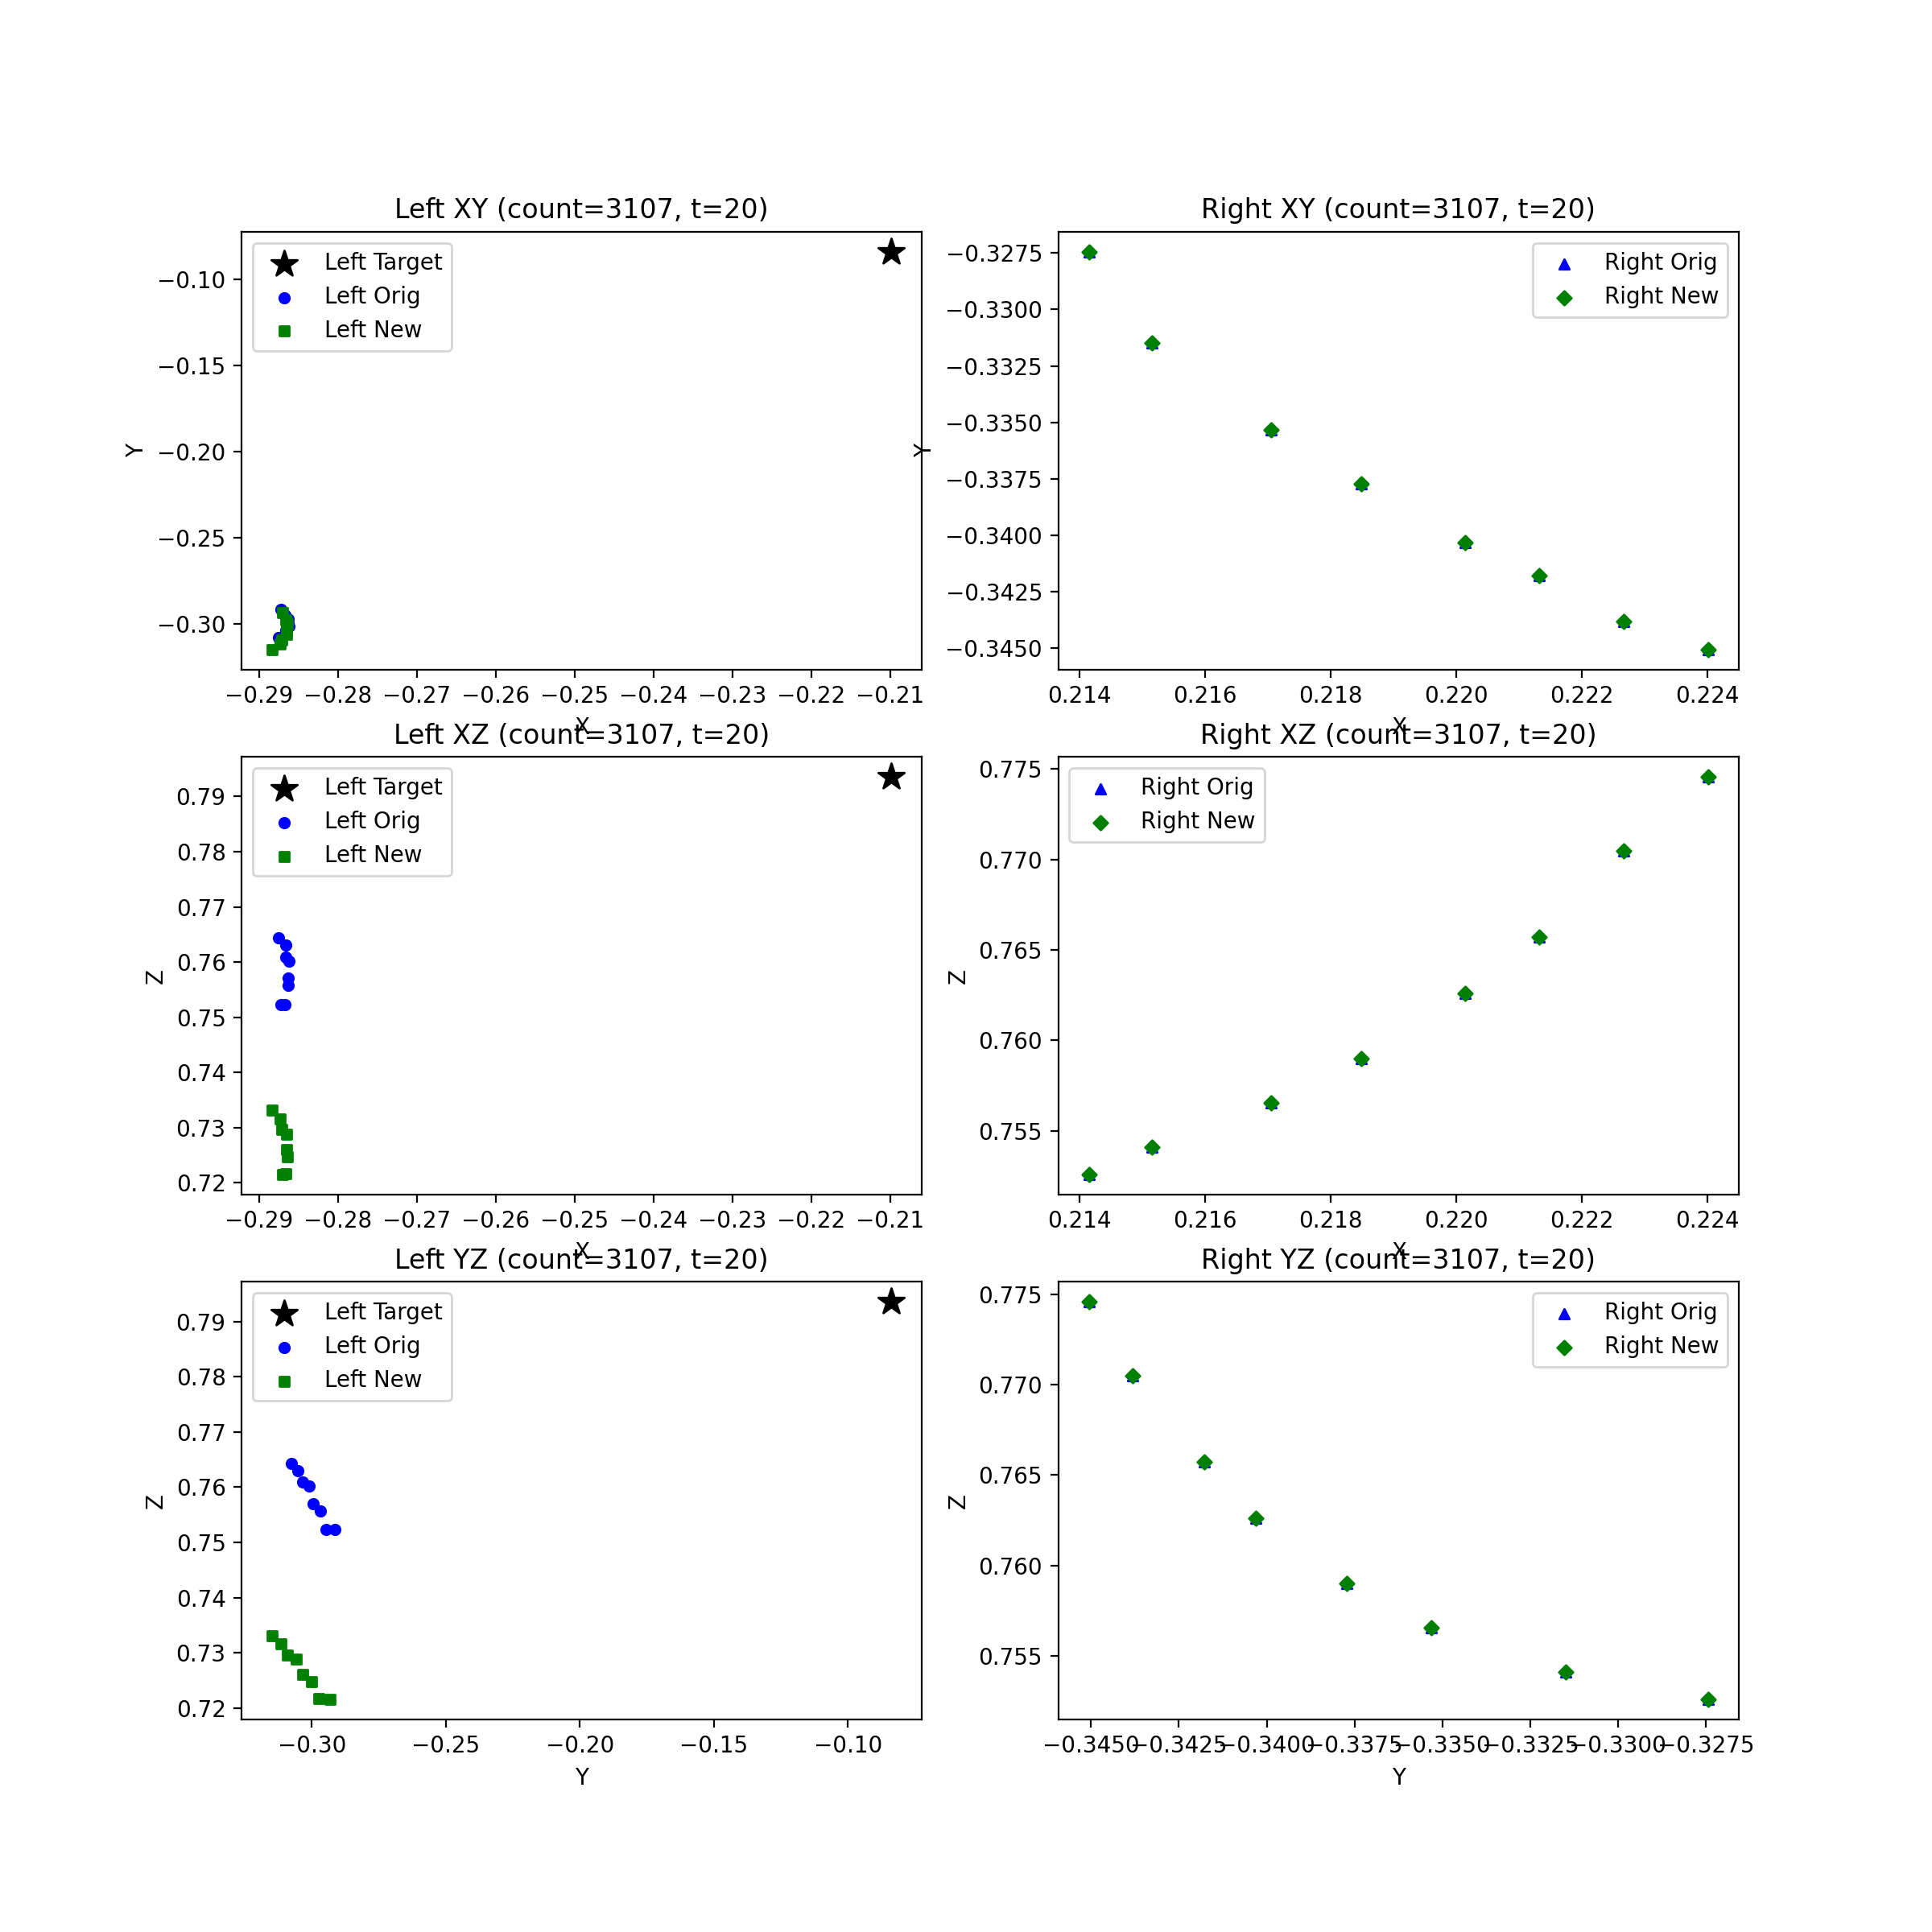 Left XY (count=3107, t=20)
Left Target
Left Orig
Left New
−0.10
−0.15
−0.20
−0.25
−0.30
Y
−0.29 −0.28 −0.27 −0.26 −0.25 −0.24 −0.23 −0.22 −0.21
X
Right XY (count=3107, t=20)
Right Orig
Right New
−0.3275
−0.3300
−0.3325
−0.3350
−0.3375
−0.3400
−0.3425
−0.3450
Y
0.214 0.216 0.218 0.220 0.222 0.224
X
Left XZ (count=3107, t=20)
Left Target
Left Orig
Left New
0.79
0.78
0.77
0.76
0.75
0.74
0.73
0.72
Z
−0.29 −0.28 −0.27 −0.26 −0.25 −0.24 −0.23 −0.22 −0.21
X
Right XZ (count=3107, t=20)
Right Orig
Right New
0.775
0.770
0.765
0.760
0.755
Z
0.214 0.216 0.218 0.220 0.222 0.224
X
Left YZ (count=3107, t=20)
Left Target
Left Orig
Left New
0.79
0.78
0.77
0.76
0.75
0.74
0.73
0.72
Z
−0.30 −0.25 −0.20 −0.15 −0.10
Y
Right YZ (count=3107, t=20)
Right Orig
Right New
0.775
0.770
0.765
0.760
0.755
Z
−0.3450 −0.3425 −0.3400 −0.3375 −0.3350 −0.3325 −0.3300 −0.3275
Y